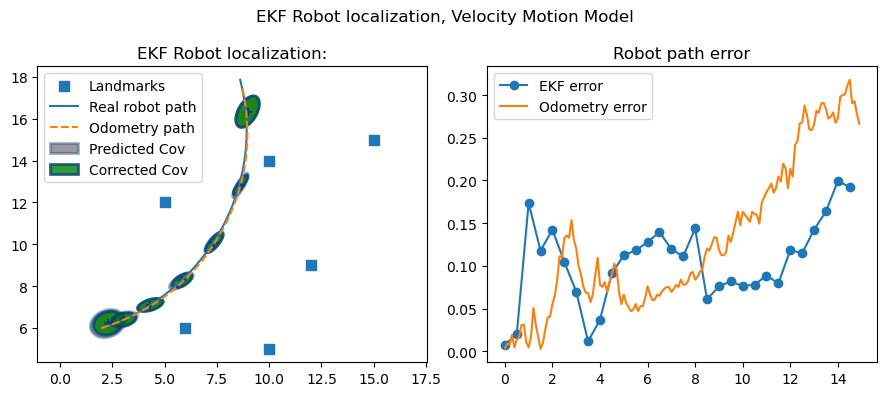 EKF Robot localization, Velocity Motion Model
EKF Robot localization:
Landmarks
Real robot path
Odometry path
Predicted Cov
Corrected Cov
18
16
14
12
10
8
6
0.0 2.5 5.0 7.5 10.0 12.5 15.0 17.5
Robot path error
EKF error
Odometry error
0.30
0.25
0.20
0.15
0.10
0.05
0.00
0 2 4 6 8 10 12 14